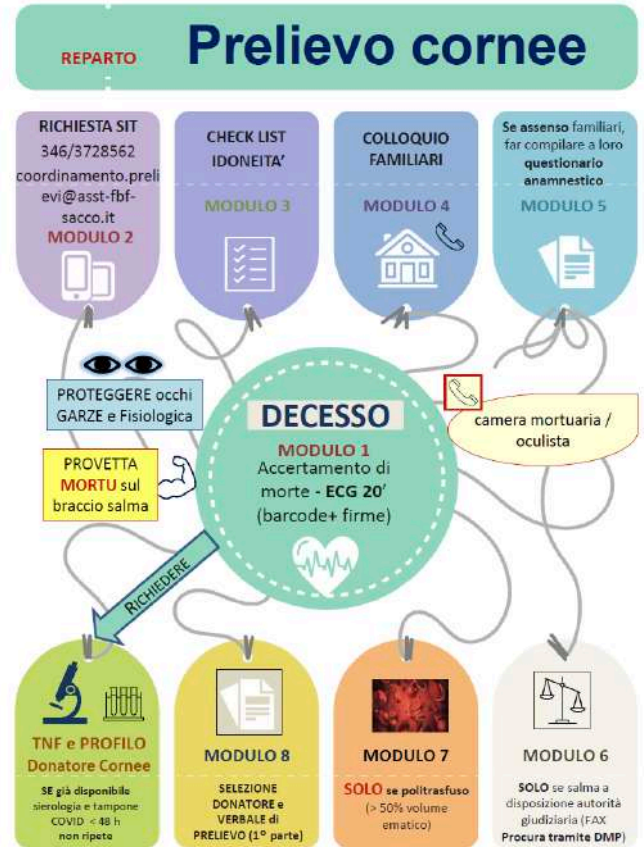 REPARTO
Prelievo cornee
RICHIESTA SIT
346/3728562
coordinamento.preli
evi@asst-fbf-
sacco.it
MODULO 2
CHECK LIST
IDONEITA'
MODULO 3
COLLOQUIO
FAMILIARI
MODULO 4
Se assenso familiari,
far compilare a loro
questionario
anamnestico
MODULO 5
PROTEGGERE occhi
GARZE e Fisiologica
PROVETTA
MORTU sul
braccio salma
DECESSO
MODULO 1
Accertamento di
morte - ECG 20'
(barcode+ firme)
camera mortuaria /
oculista
RICHIEDERE
TNF e PROFILO
Donatore Cornee
SE già disponibile
sierologia e tampone
COVID < 48 h
non ripete
MODULO 8
SELEZIONE
DONATORE e
VERBALE di
PRELIEVO (1° parte)
MODULO 7
SOLO se politrasfuso
(> 50% volume
ematico)
MODULO 6
SOLO se salma a
disposizione autorità
giudiziaria (FAX
Procura tramite DMP)